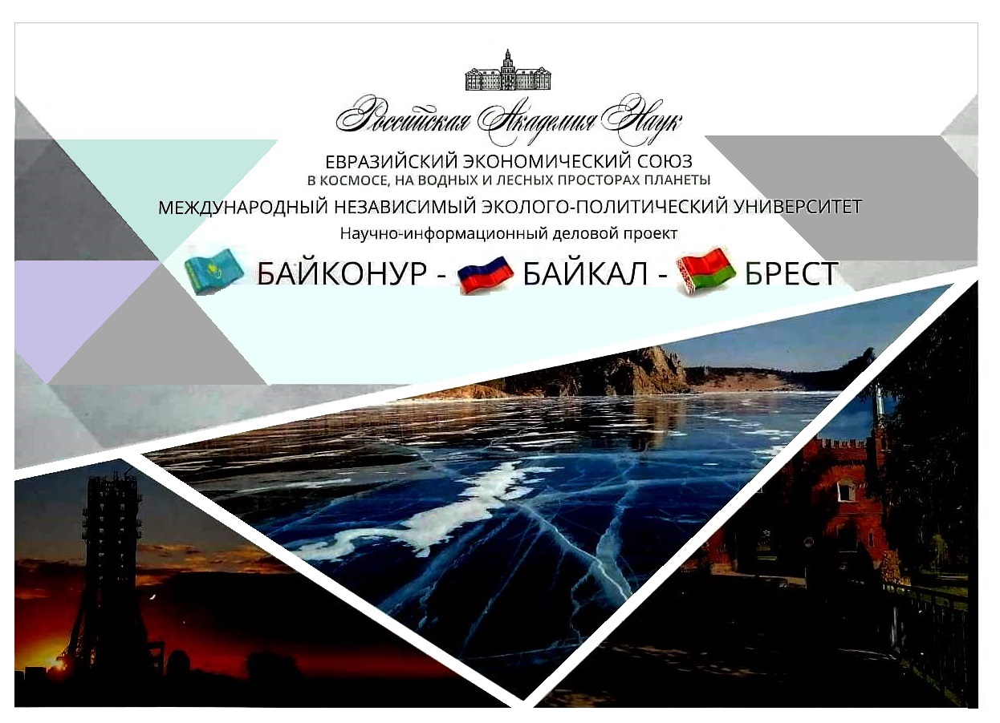 Российская Академия Наук
ЕВРАЗИЙСКИЙ ЭКОНОМИЧЕСКИЙ СОЮЗ
В КОСМОСЕ, НА ВОДНЫХ И ЛЕСНЫХ ПРОСТОРАХ ПЛАНЕТЫ
МЕЖДУНАРОДНЫЙ НЕЗАВИСИМЫЙ ЭКОЛОГО-ПОЛИТИЧЕСКИЙ УНИВЕРСИТЕТ
Научно-информационный деловой проект
БАЙКОНУР - БАЙКАЛ - БРЕСТ